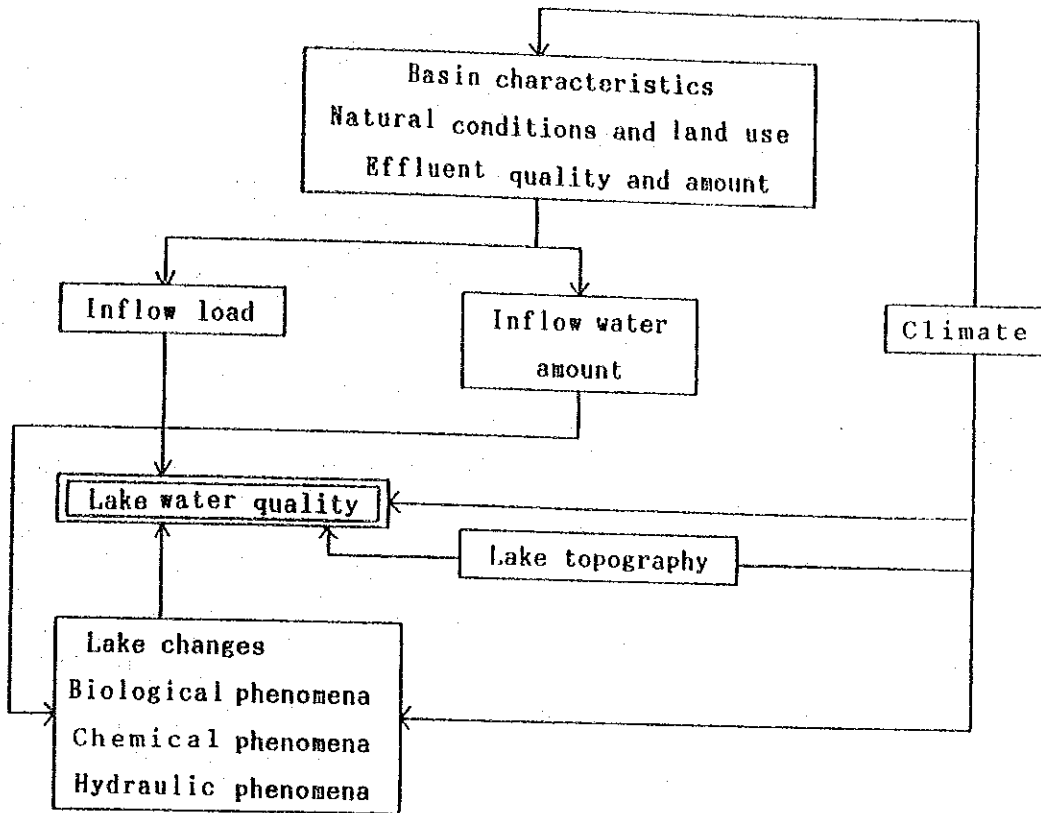 Basin characteristics
Natural conditions and land use
Effluent quality and amount
Inflow load
Inflow water
amount
Climate
Lake water quality
Lake topography
Lake changes
Biological phenomena
Chemical phenomena
Hydraulic phenomena